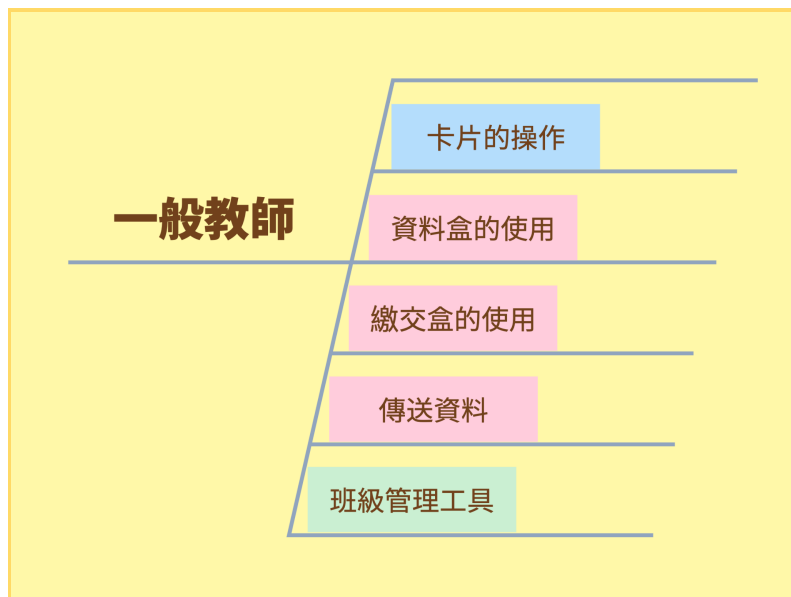 一般教師
卡片的操作
資料盒的使用
繳交盒的使用
傳送資料
班級管理工具